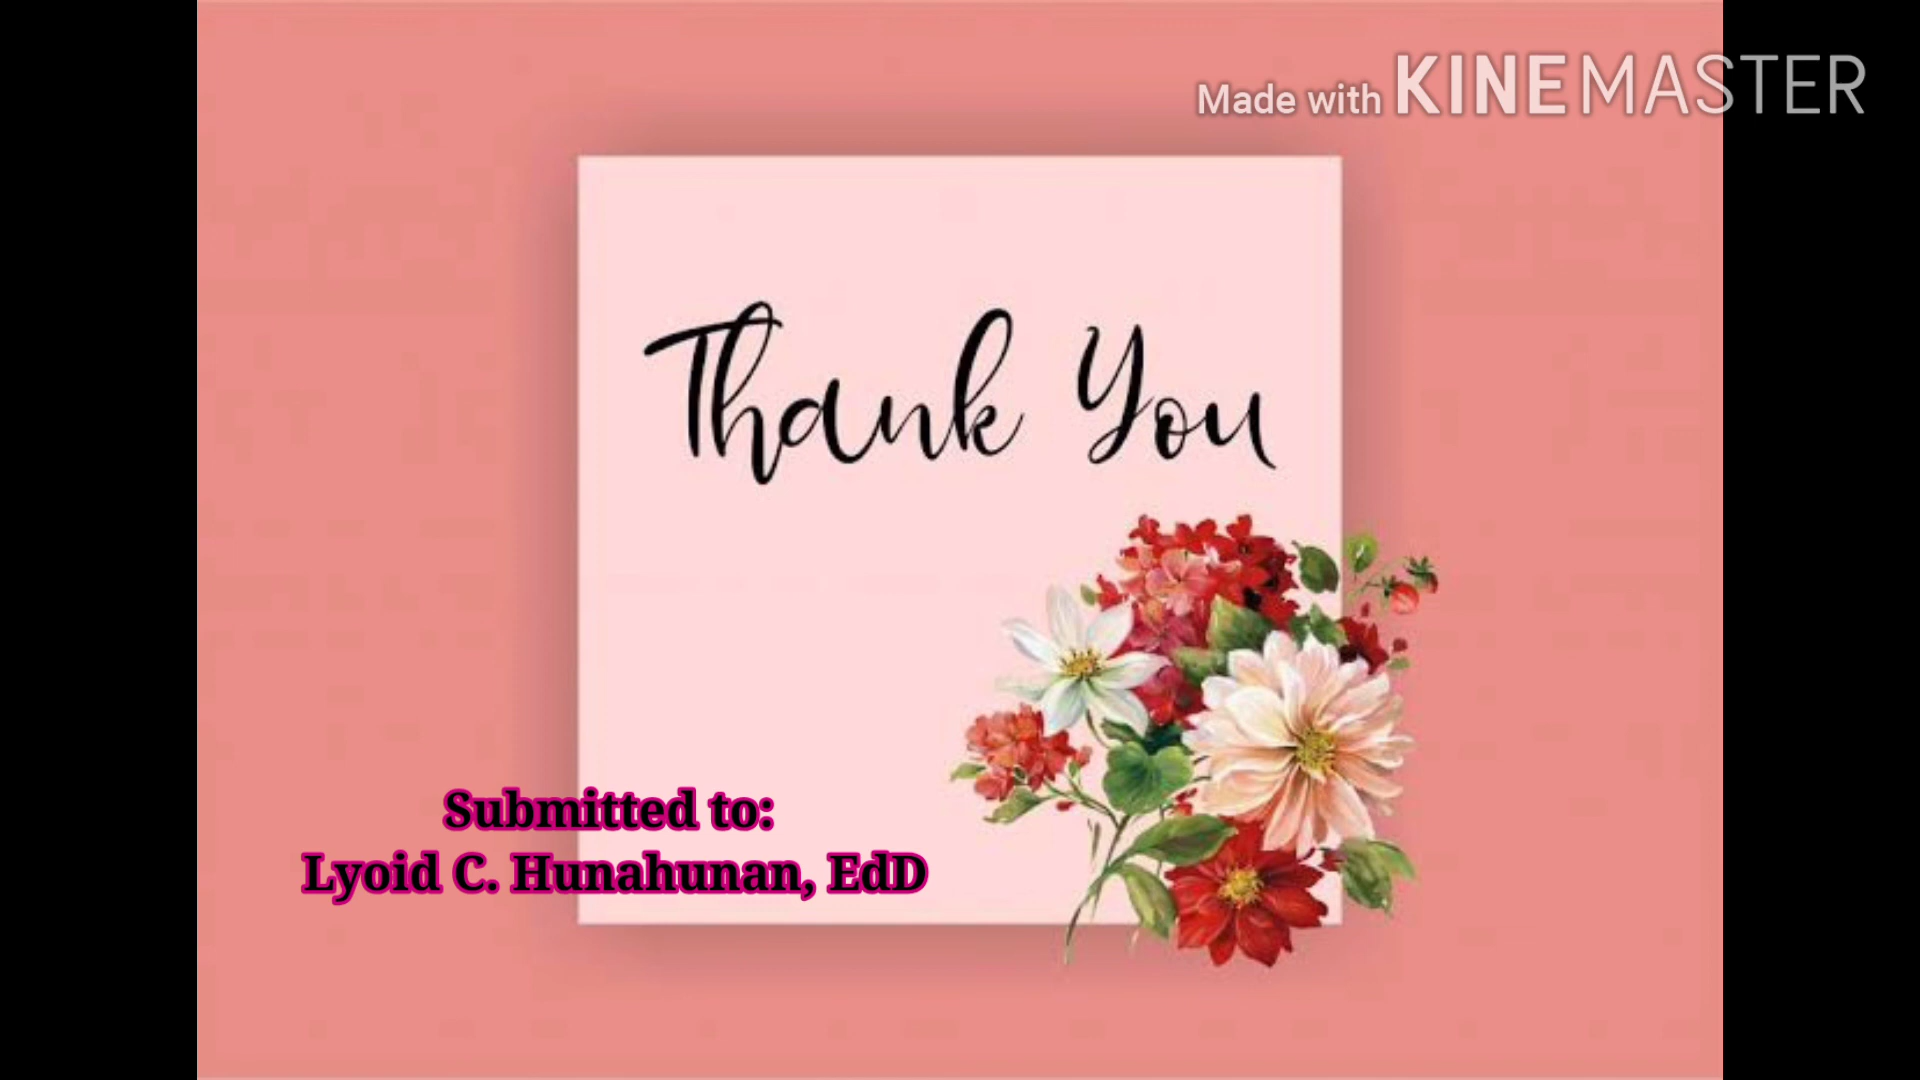 Made with KINEMASTER
Thank You
Submitted to:
Lyoid C. Hunahunan, EdD